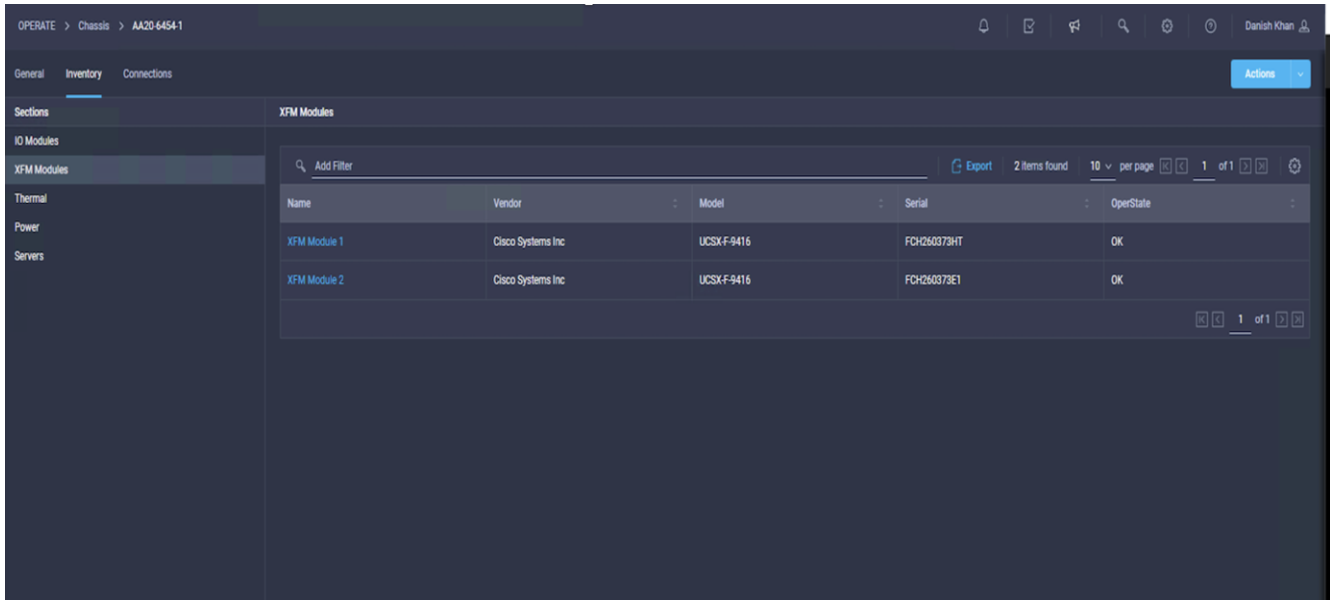 OPERATE > Chassis > AA20-6454-1
Danish Khan
General Inventory Connections
Actions
Sections
IO Modules
XFM Modules
Thermal
Power
Servers
XFM Modules
Add Filter
Export 2 items found 10 per page 1 of 1
Name Vendor Model Serial OperState
XFM Module 1 Cisco Systems Inc UCSX-F-9416 FCH260373HT OK
XFM Module 2 Cisco Systems Inc UCSX-F-9416 FCH260373E1 OK
1 of 1